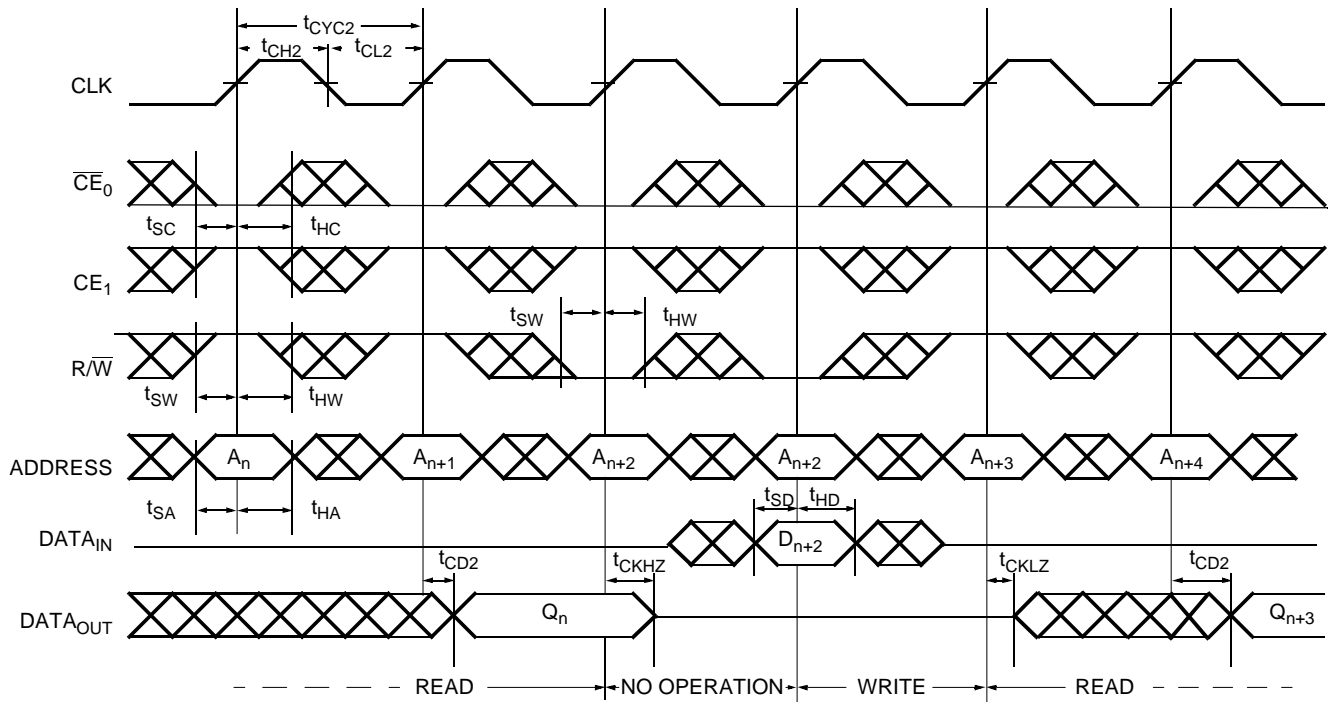 tCYC2
tCH2 tCL2
CLK
CE0
tSC tHC
CE1
tSW tHW
R/W
tSW tHW
ADDRESS An An+1 An+2 An+2 An+3 An+4
tSA tHA tSD tHD
DATAIN Dn+2
tCD2 tCKHZ tCKLZ tCD2
DATAOUT Qn Qn+3
READ NO OPERATION WRITE READ